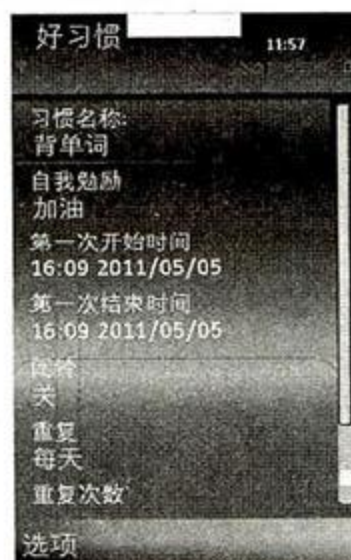 好习惯
11:57
习惯名称:
背单词
自我勉励
加油
第一次开始时间
16:09 2011/05/05
第一次结束时间
16:09 2011/05/05
闹铃
关
重复
每天
重复次数
选项